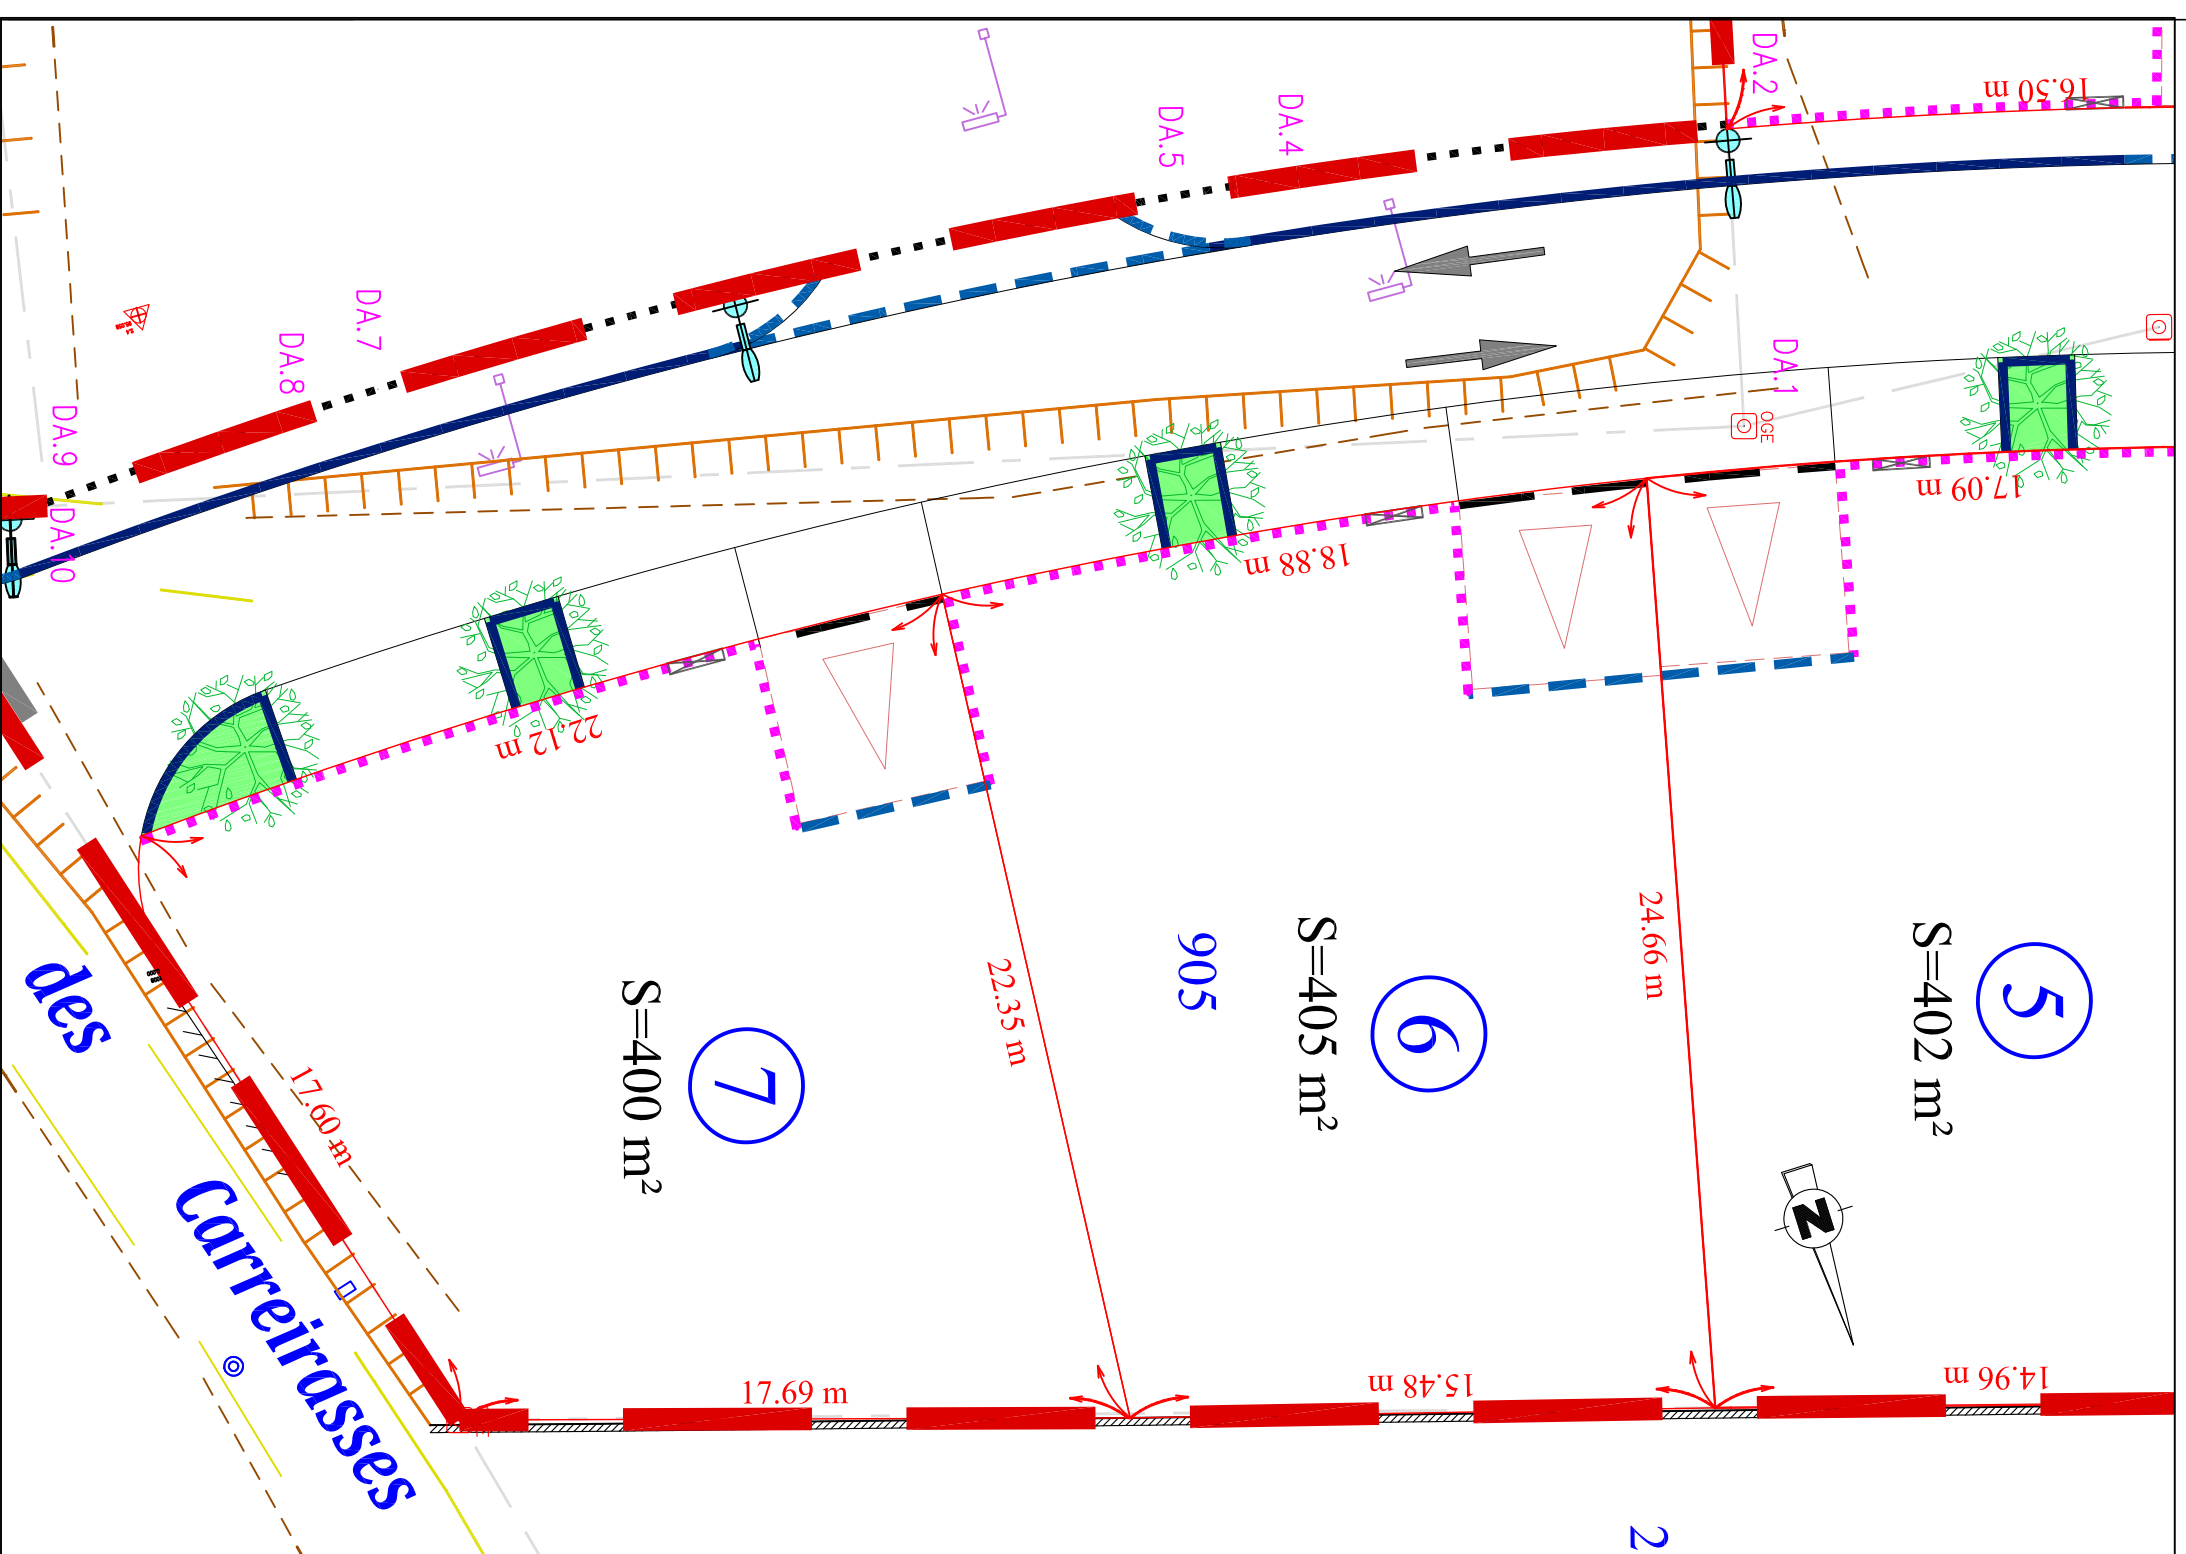 DA.2
16.50 m
DA.4
DA.5
DA.7
DA.8
DA.9
DA.10
DA.1
OGE
17.09 m
18.88 m
22.12 m
24.66 m
22.35 m
5
S=402 m²
6
S=405 m²
905
7
S=400 m²
17.60 m
des
Carreirasses
N
17.69 m
15.48 m
14.96 m
2